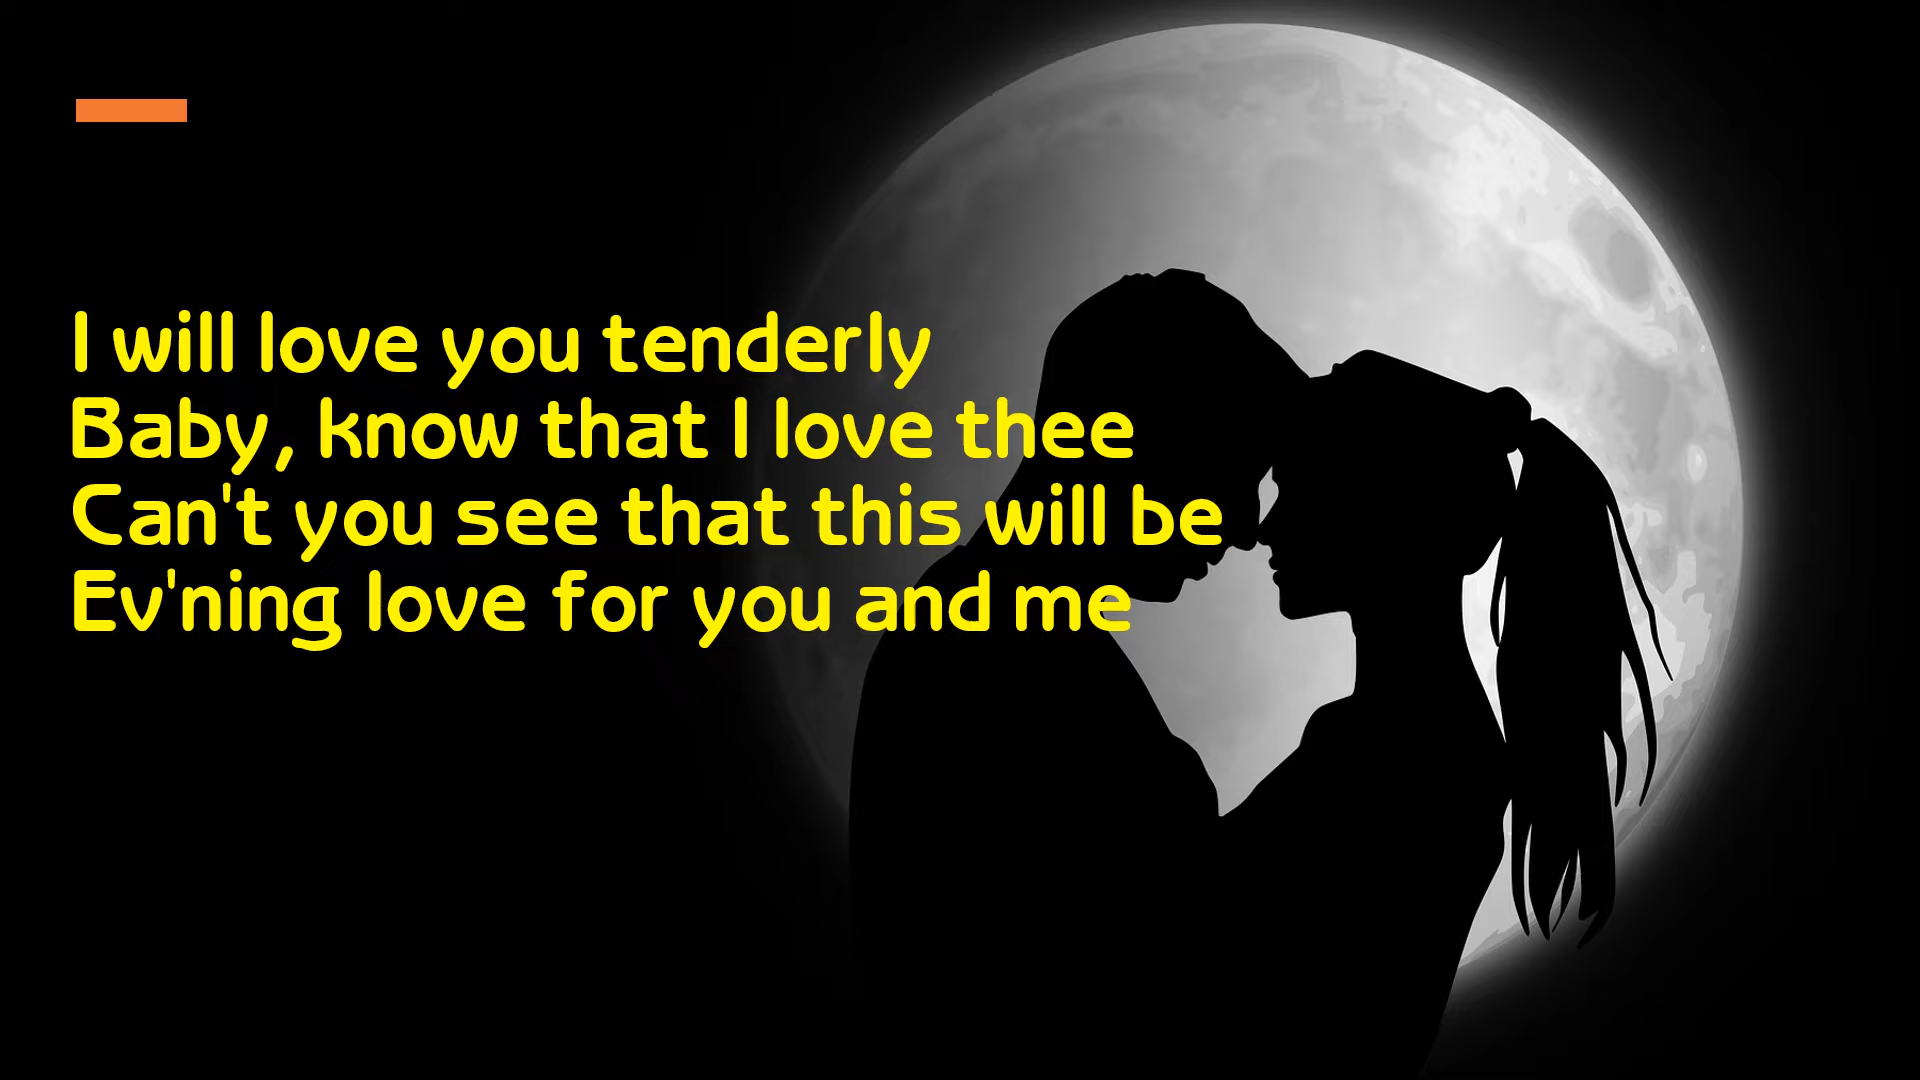 I will love you tenderly
Baby, know that I love thee
Can't you see that this will be
Ev'ning love for you and me